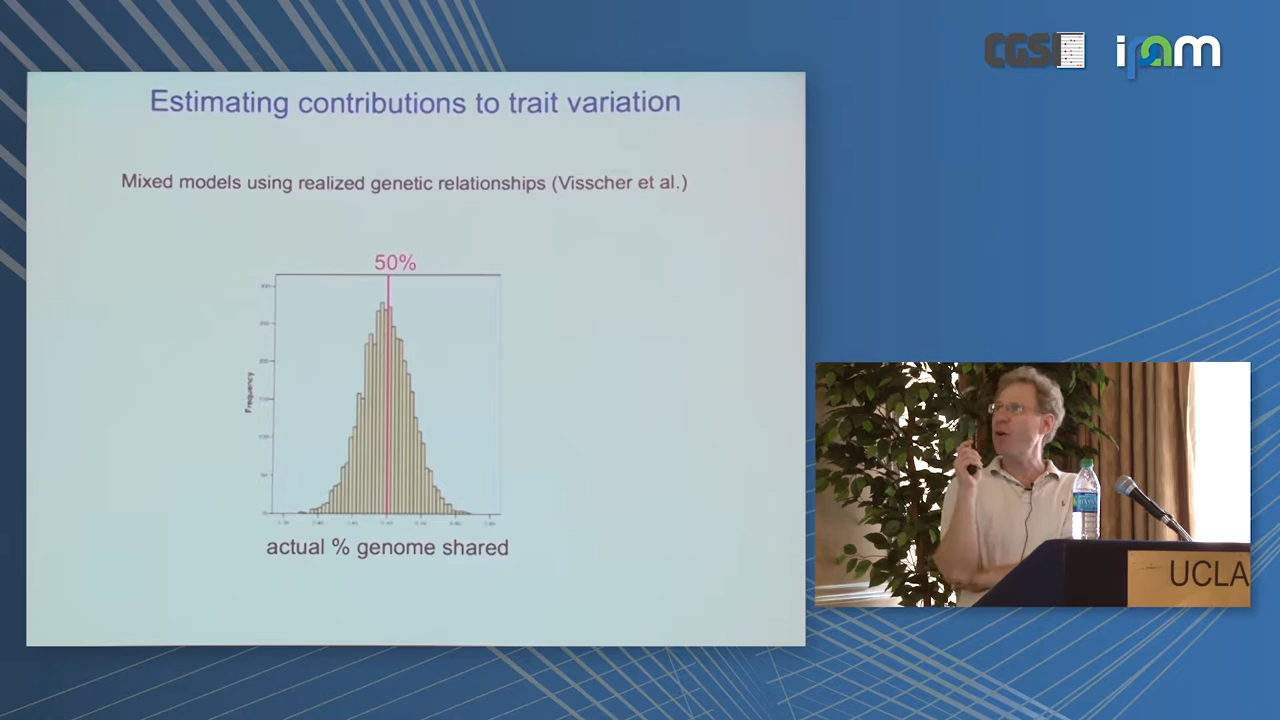 CGSI
ipam
Estimating contributions to trait variation
Mixed models using realized genetic relationships (Visscher et al.)
50%
Frequency
actual % genome shared
UCLA